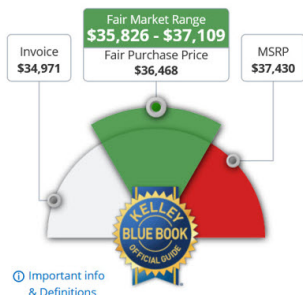 Fair Market Range
$35,826 - $37,109
Fair Purchase Price
$36,468
Invoice
$34,971
MSRP
$37,430
KELLEY
BLUE BOOK
OFFICIAL GUIDE
Important info
& Definitions